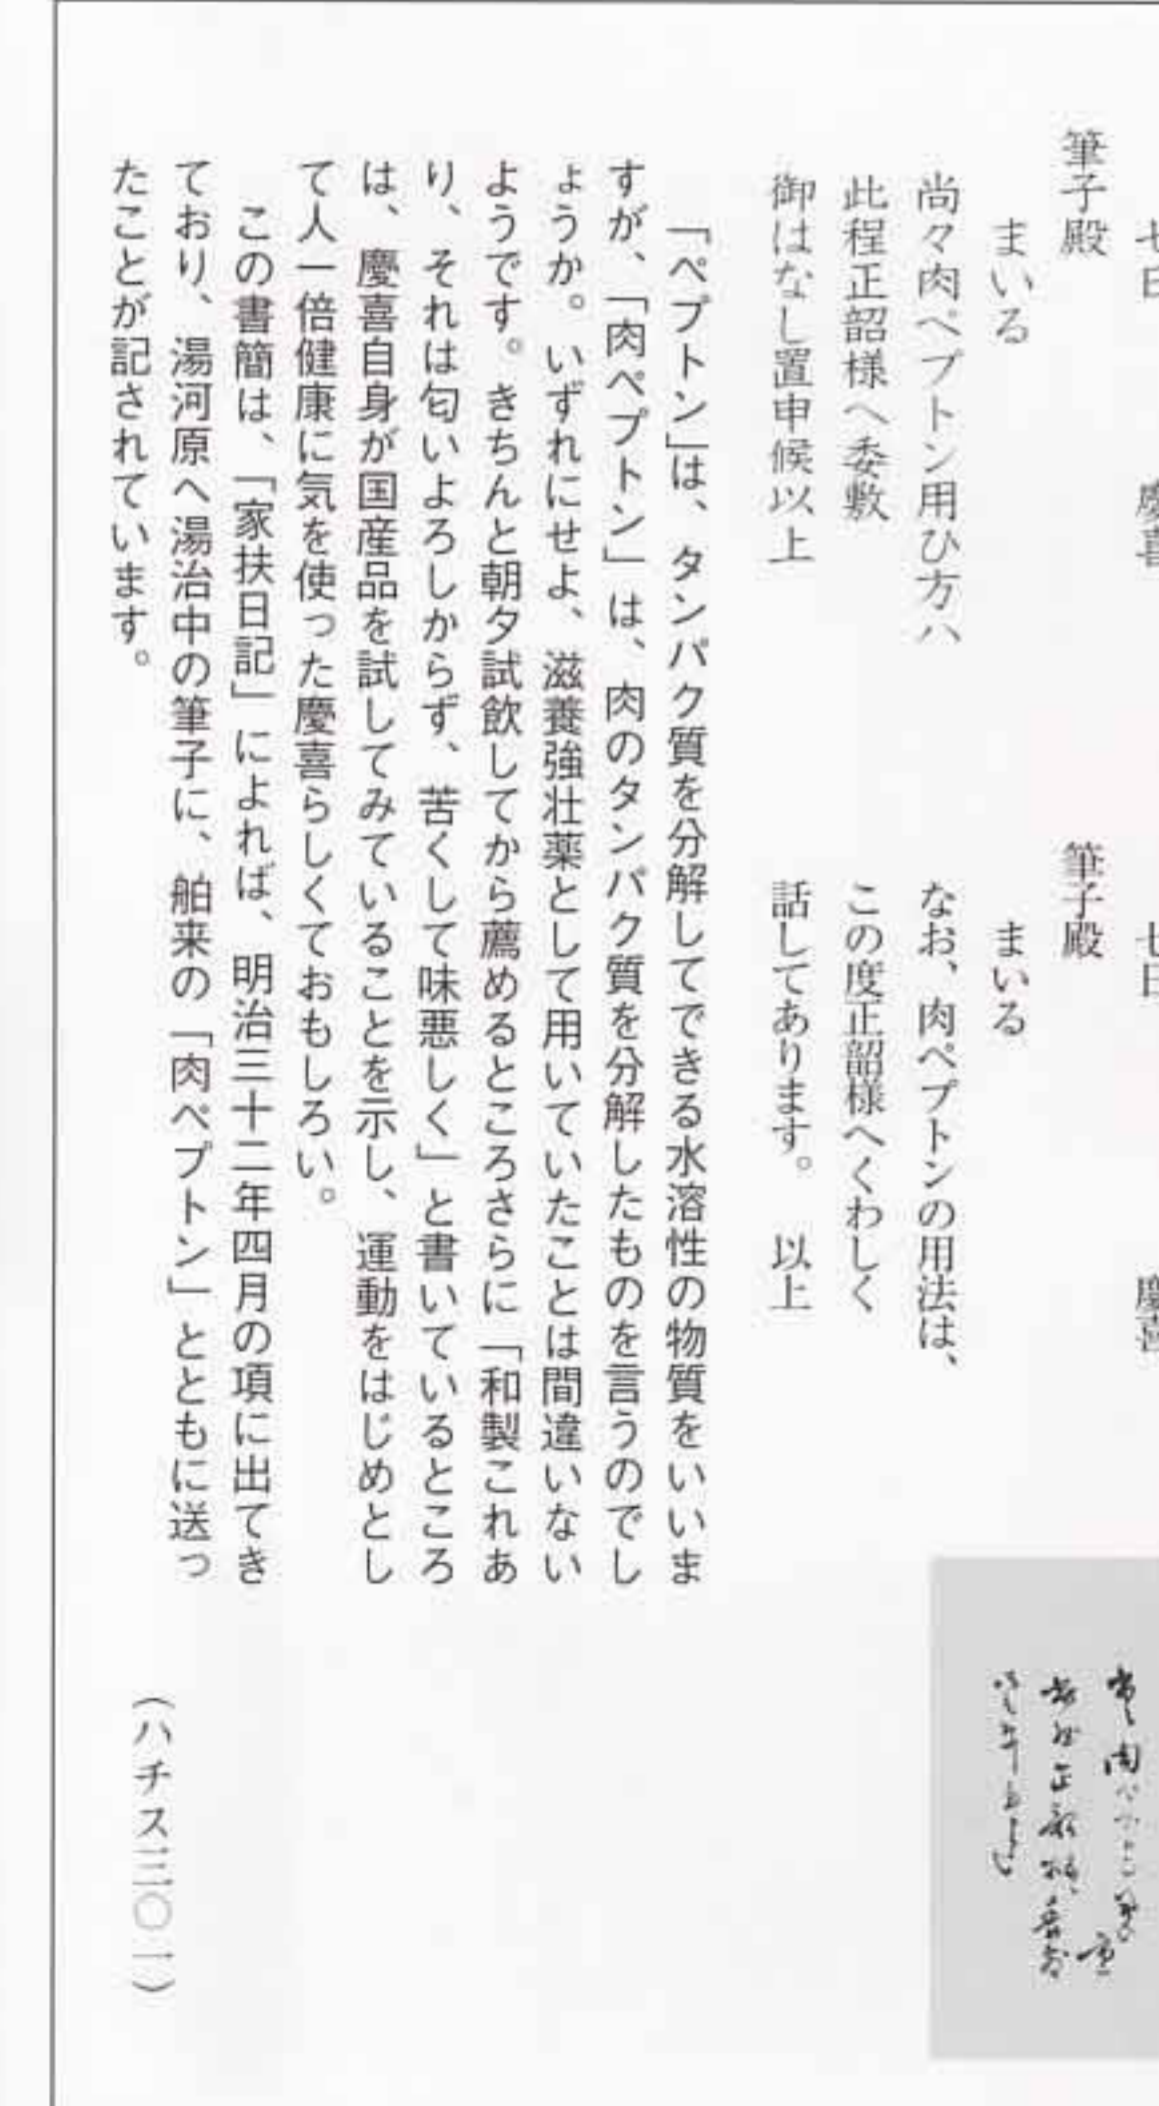 七日　慶喜
筆子殿
まいる
尚々肉ペプトン用ひ方ハ
此程正韶様へ委敷
御はなし置申候以上
七日　慶喜
筆子殿
まいる
なお、肉ペプトンの用法は、
この度正韶様へくわしく
話してあります。　以上
「ペプトン」は、タンパク質を分解してできる水溶性の物質をいいま
すが、「肉ペプトン」は、肉のタンパク質を分解したものを言うのでし
ょうか。いずれにせよ、滋養強壮薬として用いていたことは間違いない
ようです。きちんと朝夕試飲してから薦めるところさらに「和製これあ
り、それは匂いよろしからず、苦くして味悪しく」と書いているところ
は、慶喜自身が国産品を試してみていることを示し、運動をはじめとし
て人一倍健康に気を使った慶喜らしくておもしろい。
この書簡は、「家扶日記」によれば、明治三十二年四月の項に出てき
ており、湯河原へ湯治中の筆子に、舶来の「肉ペプトン」とともに送っ
たことが記されています。
（ハチス三〇一）